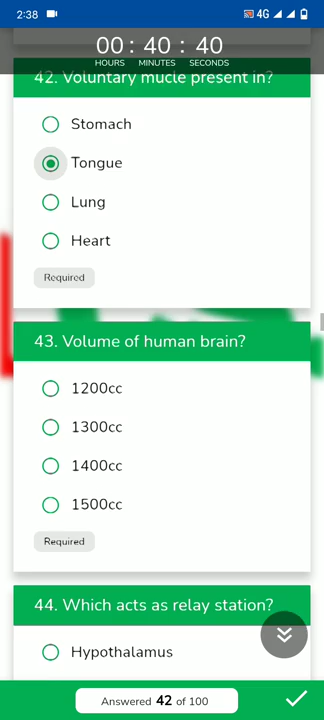 2:38
4G
00 : 40 : 40
HOURS MINUTES SECONDS
42. Voluntary mucle present in?
Stomach
Tongue
Lung
Heart
Required
43. Volume of human brain?
1200cc
1300cc
1400cc
1500cc
Required
44. Which acts as relay station?
Hypothalamus
Answered 42 of 100